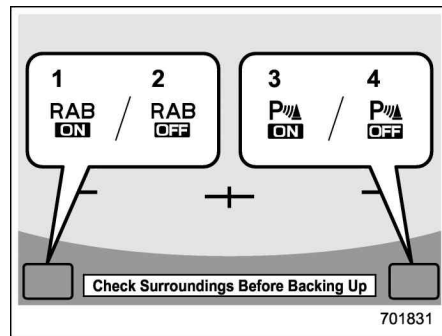 1 2 3 4
RAB / RAB P / P
ON OFF ON OFF
Check Surroundings Before Backing Up
701831